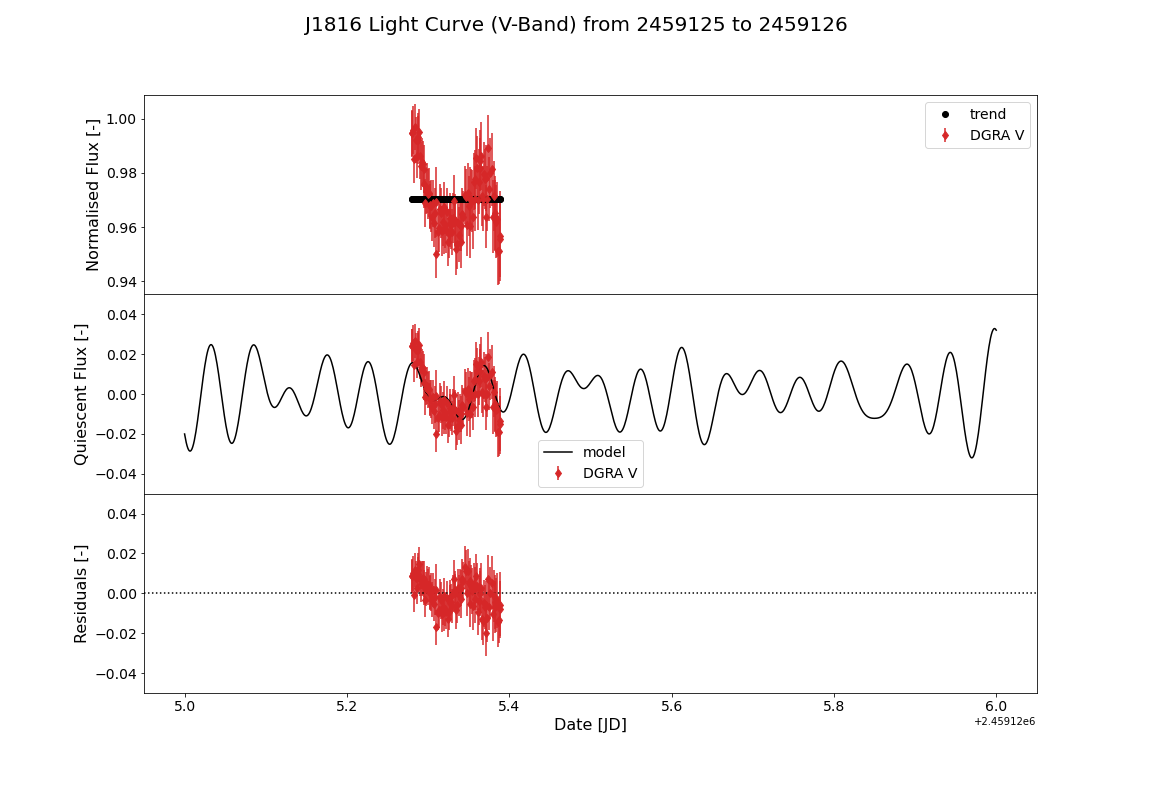 J1816 Light Curve (V-Band) from 2459125 to 2459126
Normalised Flux [-]
1.00
0.98
0.96
0.94
trend
DGRA V
Quiescent Flux [-]
0.04
0.02
0.00
−0.02
−0.04
model
DGRA V
Residuals [-]
0.04
0.02
0.00
−0.02
−0.04
5.0 5.2 5.4 5.6 5.8 6.0
+2.45912e6
Date [JD]